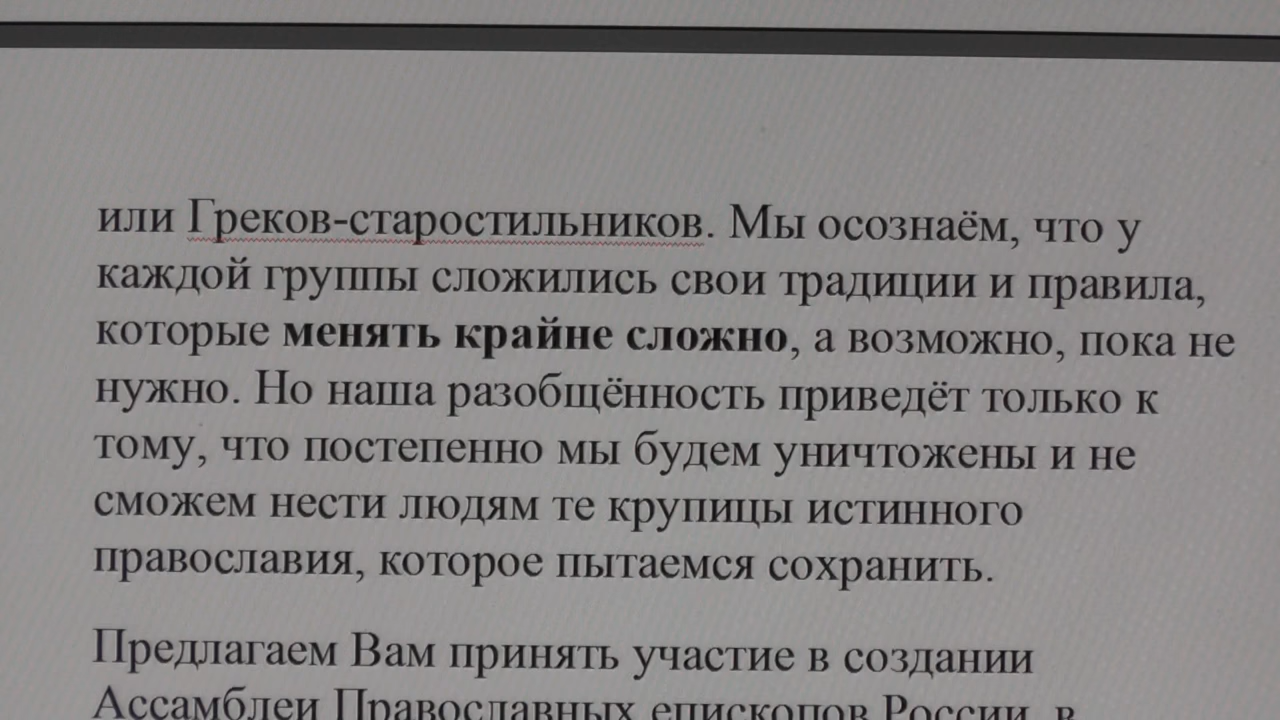 или Греков-старостильников. Мы осознаём, что у
каждой группы сложились свои традиции и правила,
которые менять крайне сложно, а возможно, пока не
нужно. Но наша разобщённость приведёт только к
тому, что постепенно мы будем уничтожены и не
сможем нести людям те крупицы истинного
православия, которое пытаемся сохранить.
Предлагаем Вам принять участие в создании
Ассамблеи Православных епископов России, в